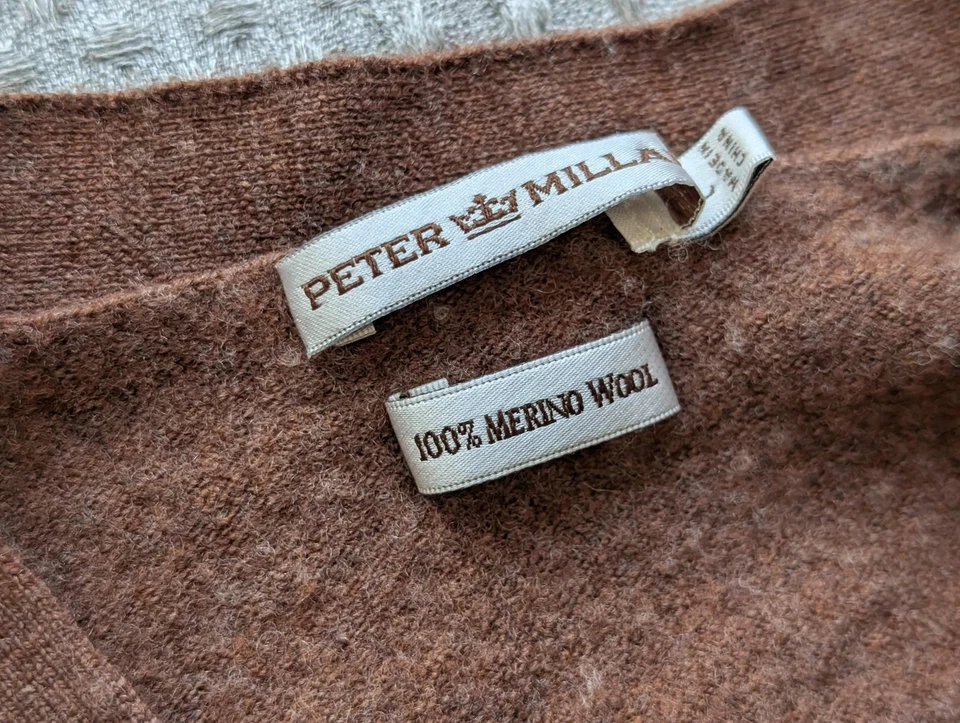 PETER MILLA
MADE IN
CHINA
100% MERINO WOOL